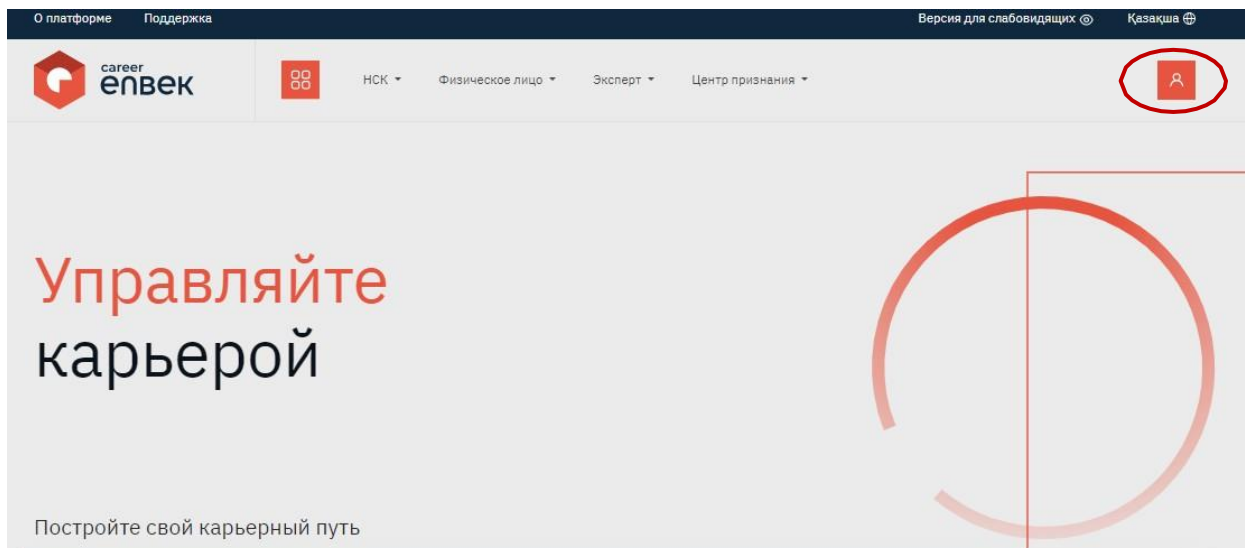 О платформе Поддержка Версия для слабовидящих Қазақша
career
enbek
НСК Физическое лицо Эксперт Центр признания
Управляйте
карьерой
Постройте свой карьерный путь